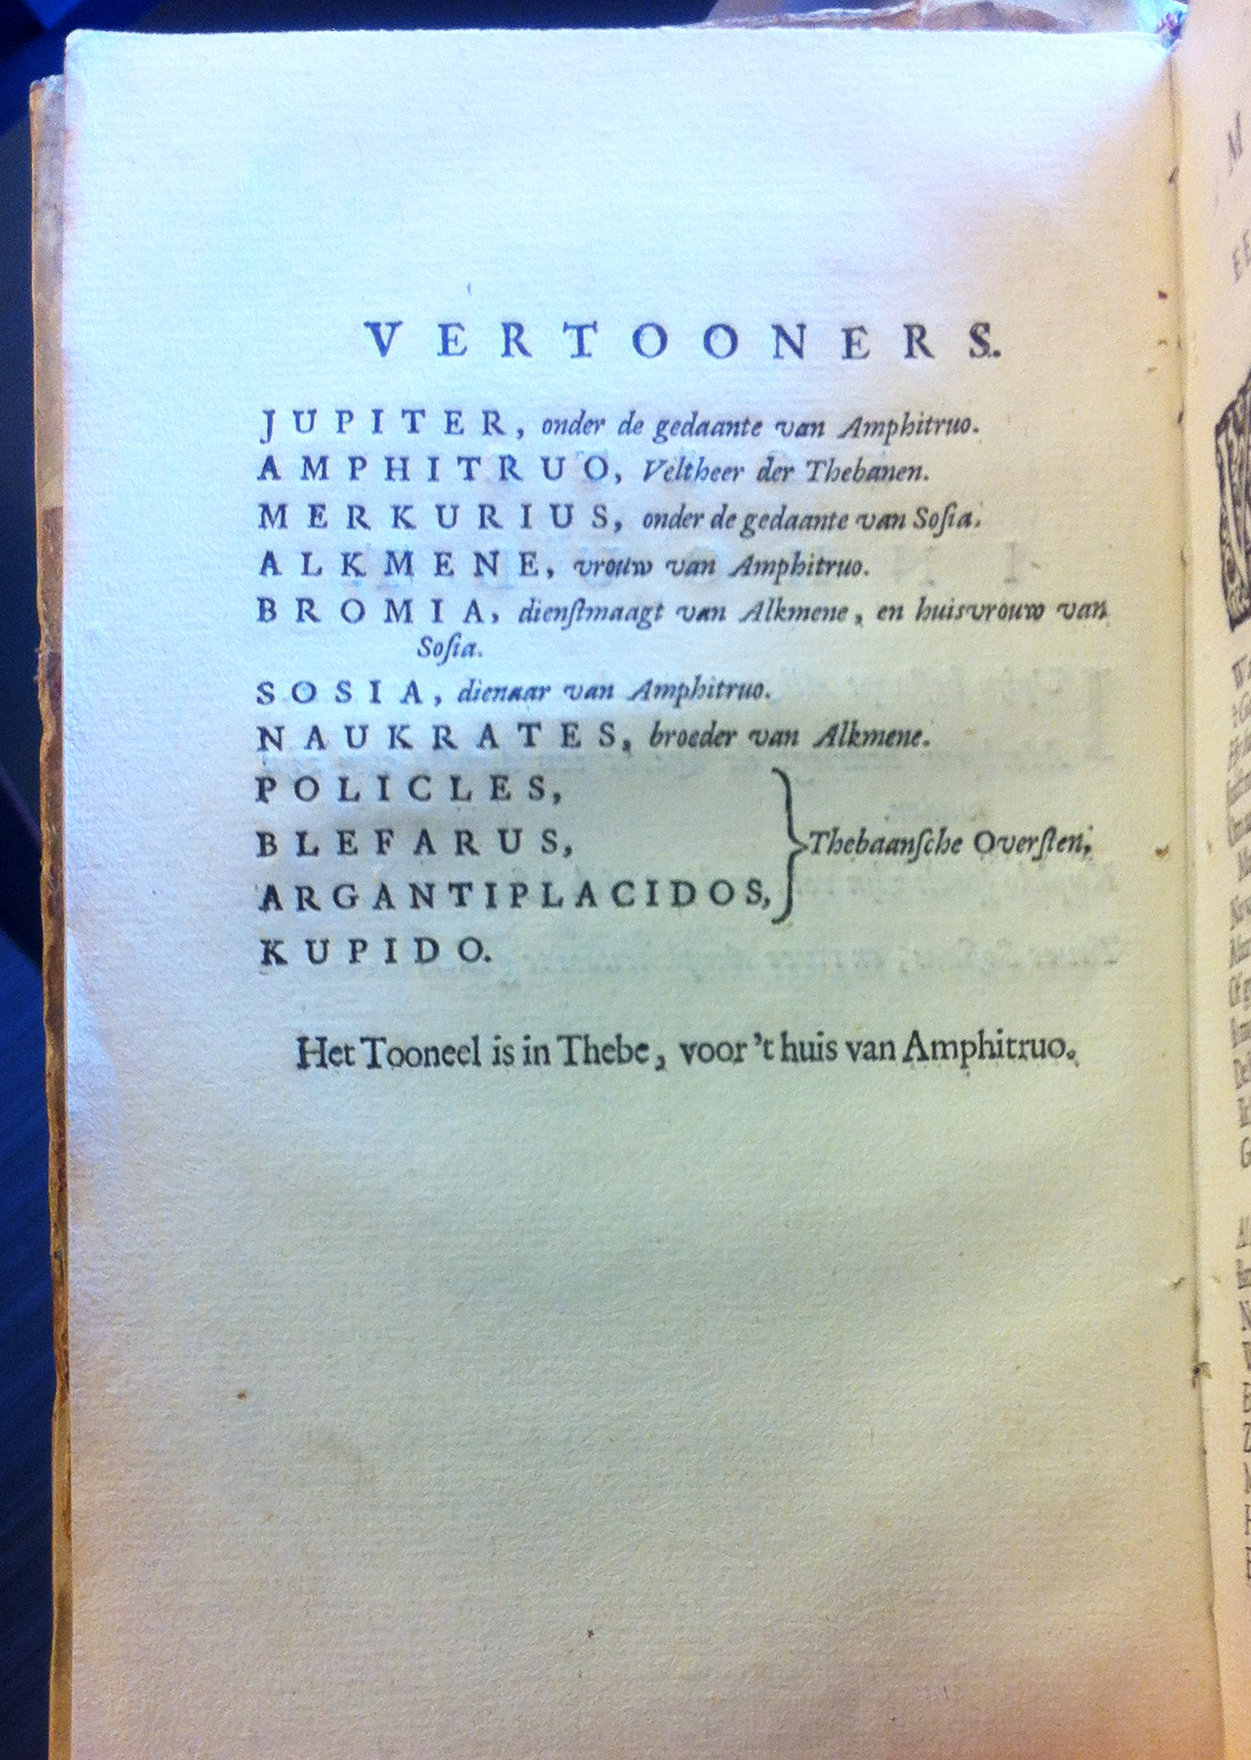 VERTOONERS.
JUPITER, onder de gedaante van Amphitruo.
AMPHITRUO, Veltheer der Thebanen.
MERKURIUS, onder de gedaante van Soſia.
ALKMENE, vrouw van Amphitruo.
BROMIA, dienſtmaagt van Alkmene, en huisvrouw van
Soſia.
SOSIA, dienaar van Amphitruo.
NAUKRATES, broeder van Alkmene.
POLICLES,
BLEFARUS,
ARGANTIPLACIDOS,
Thebaanſche Overſten,
KUPIDO.
Het Tooneel is in Thebe, voor 't huis van Amphitruo.